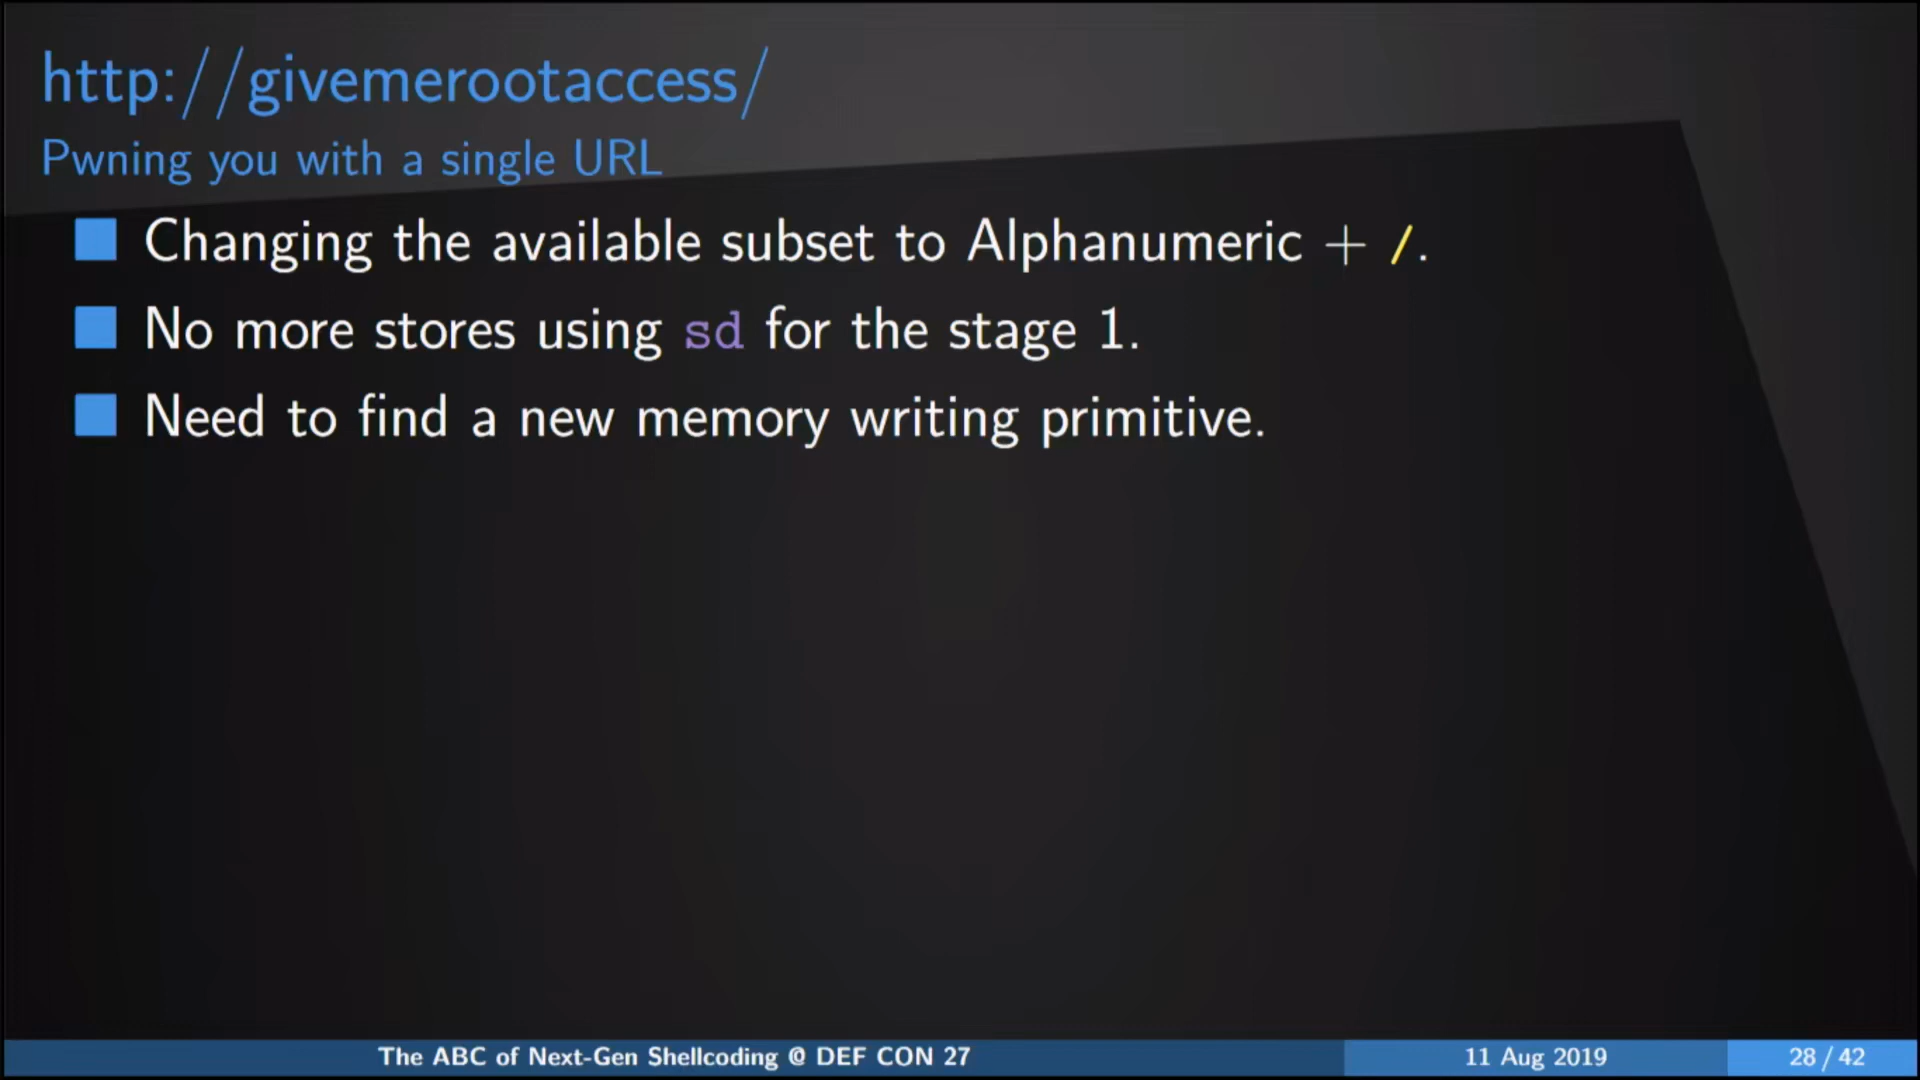 http://givemerootaccess/
Pwning you with a single URL
Changing the available subset to Alphanumeric + /.
No more stores using sd for the stage 1.
Need to find a new memory writing primitive.
The ABC of Next-Gen Shellcoding @ DEF CON 27
11 Aug 2019
28 / 42